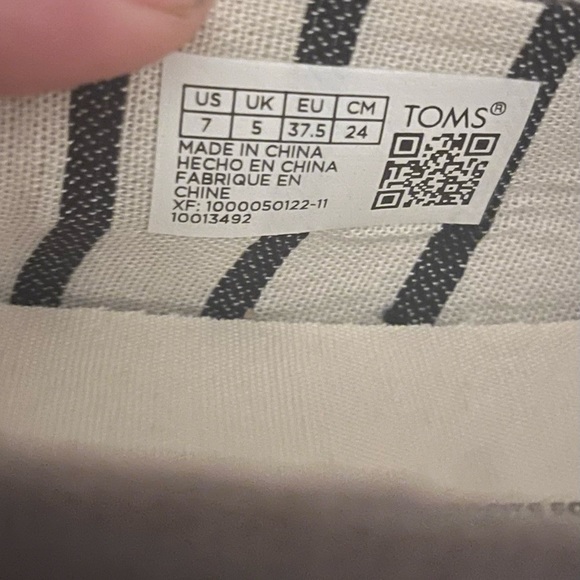 US UK EU CM
7 5 37.5 24
TOMS®
MADE IN CHINA
HECHO EN CHINA
FABRIQUE EN
CHINE
XF: 1000050122-11
10013492